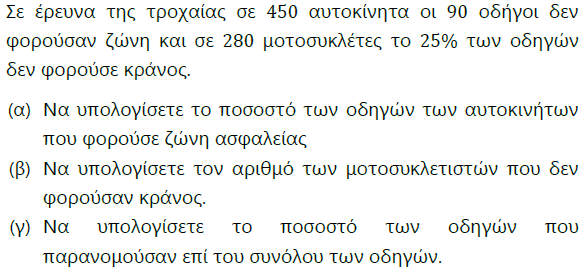 Σε έρευνα της τροχαίας σε 450 αυτοκίνητα οι 90 οδήγοι δεν
φορούσαν ζώνη και σε 280 μοτοσυκλέτες το 25% των οδηγών
δεν φορούσε κράνος.
(α) Να υπολογίσετε το ποσοστό των οδηγών των αυτοκινήτων
που φορούσε ζώνη ασφαλείας
(β) Να υπολογίσετε τον αριθμό των μοτοσυκλετιστών που δεν
φορούσαν κράνος.
(γ) Να υπολογίσετε το ποσοστό των οδηγών που
παρανομούσαν επί του συνόλου των οδηγών.